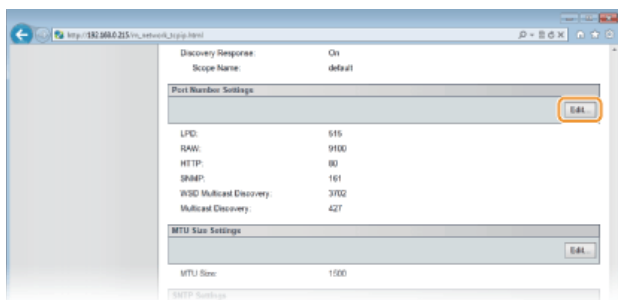 http://192.168.0.215/m_network_tcpip.html
Discovery Response: On
Scope Name: default
Port Number Settings
Edit...
LPD: 515
RAW: 9100
HTTP: 80
SNMP: 161
WSD Multicast Discovery: 3702
Multicast Discovery: 427
MTU Size Settings
Edit...
MTU Size: 1500
SNTP Settings